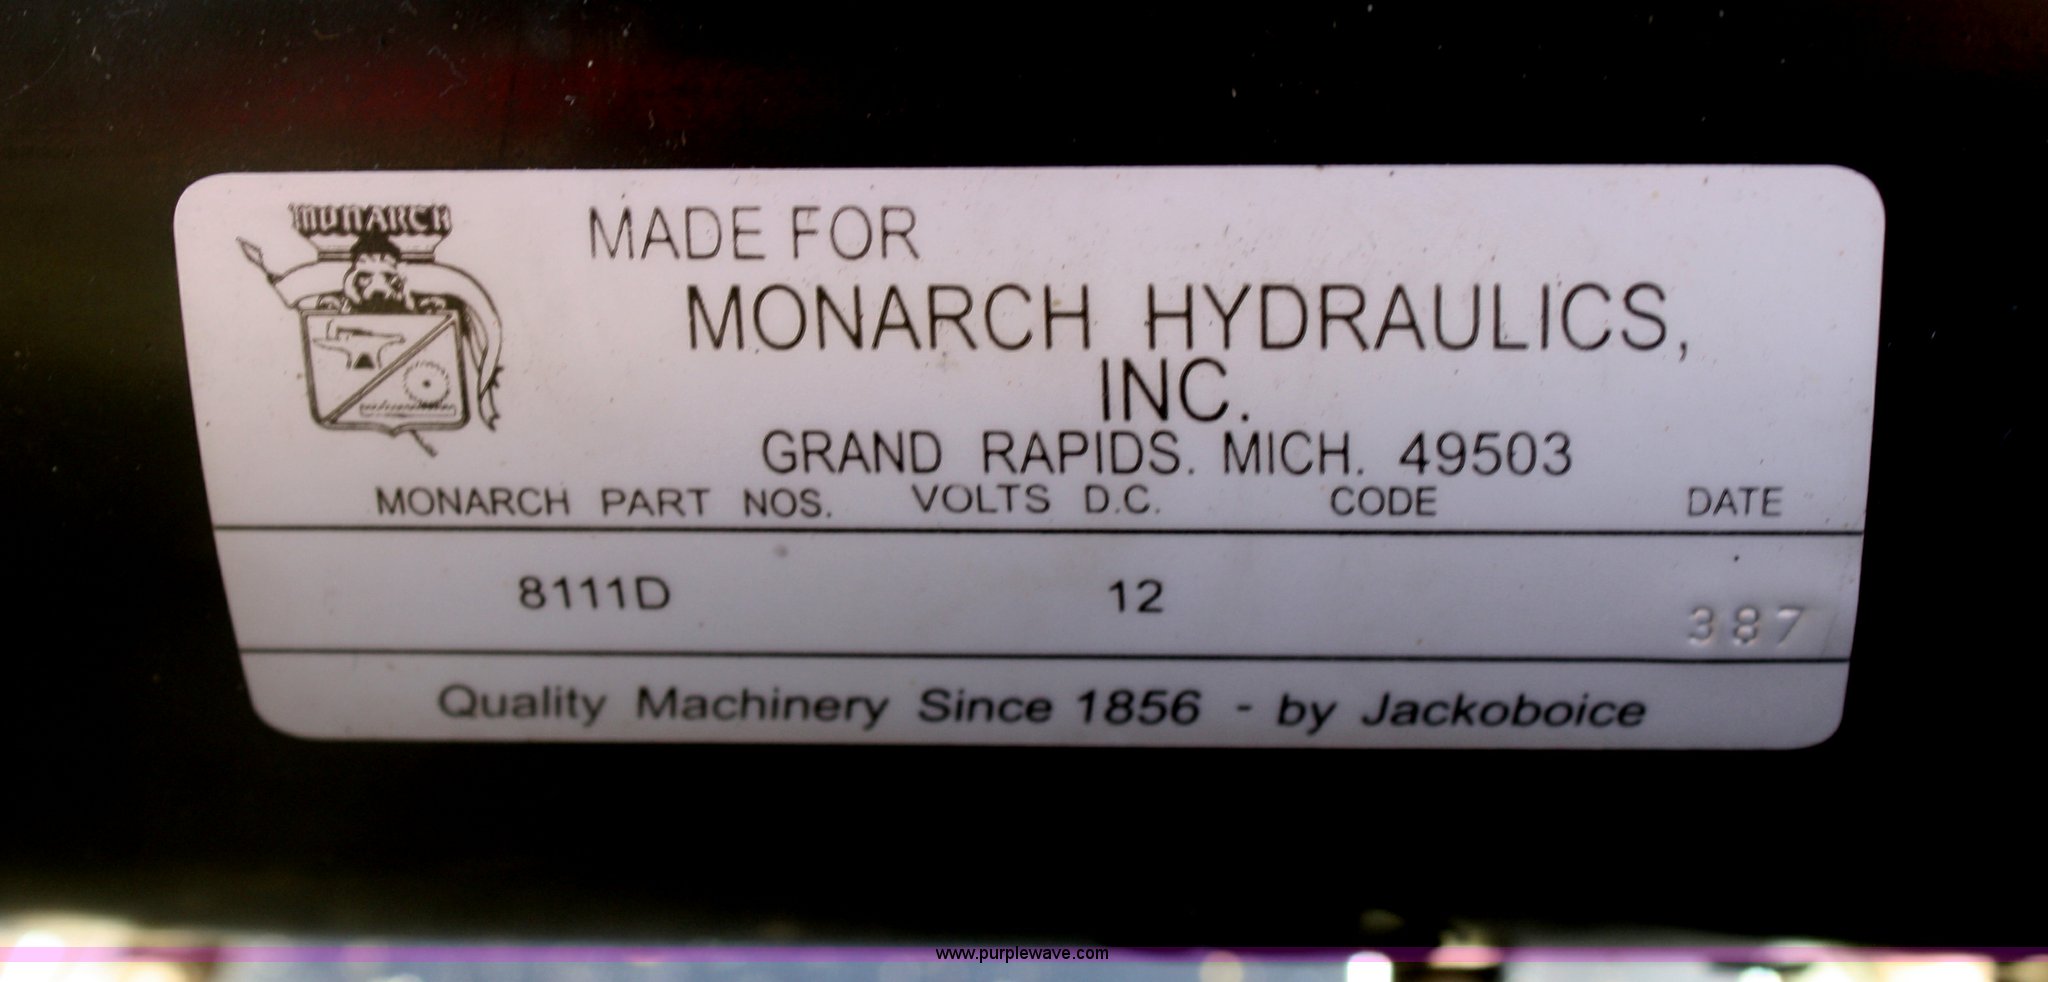 MONARCH
MADE FOR
MONARCH HYDRAULICS,
INC.
GRAND RAPIDS. MICH. 49503
MONARCH PART NOS. VOLTS D.C. CODE DATE
8111D 12 387
Quality Machinery Since 1856 - by Jackoboice
www.purplewave.com